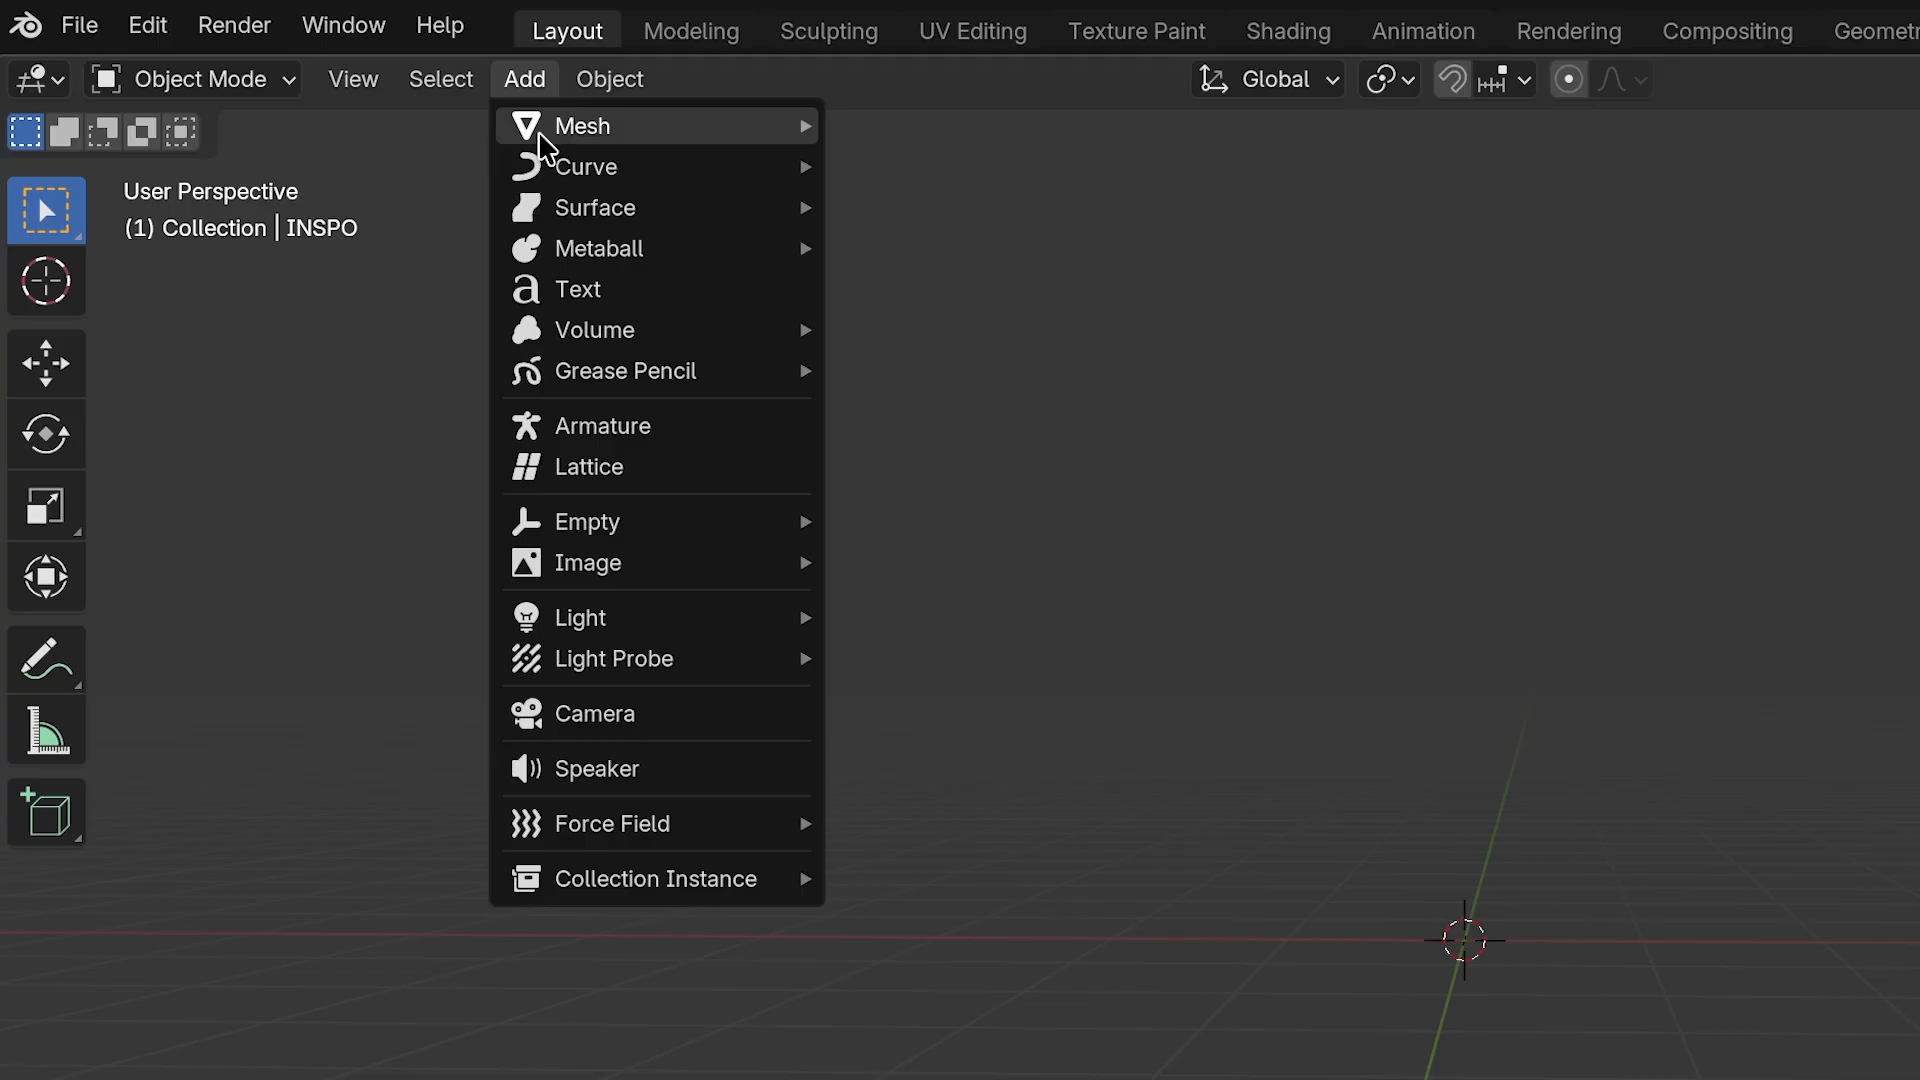 File Edit Render Window Help Layout Modeling Sculpting UV Editing Texture Paint Shading Animation Rendering Compositing Geometr
Object Mode View Select Add Object Global
Mesh
Curve
User Perspective
(1) Collection | INSPO
Surface
Metaball
Text
Volume
Grease Pencil
Armature
Lattice
Empty
Image
Light
Light Probe
Camera
Speaker
Force Field
Collection Instance